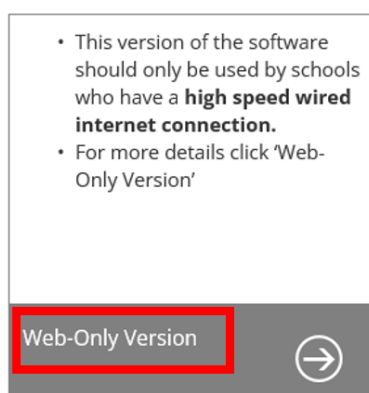 • This version of the software
should only be used by schools
who have a high speed wired
internet connection.
• For more details click ‘Web-
Only Version’
Web-Only Version